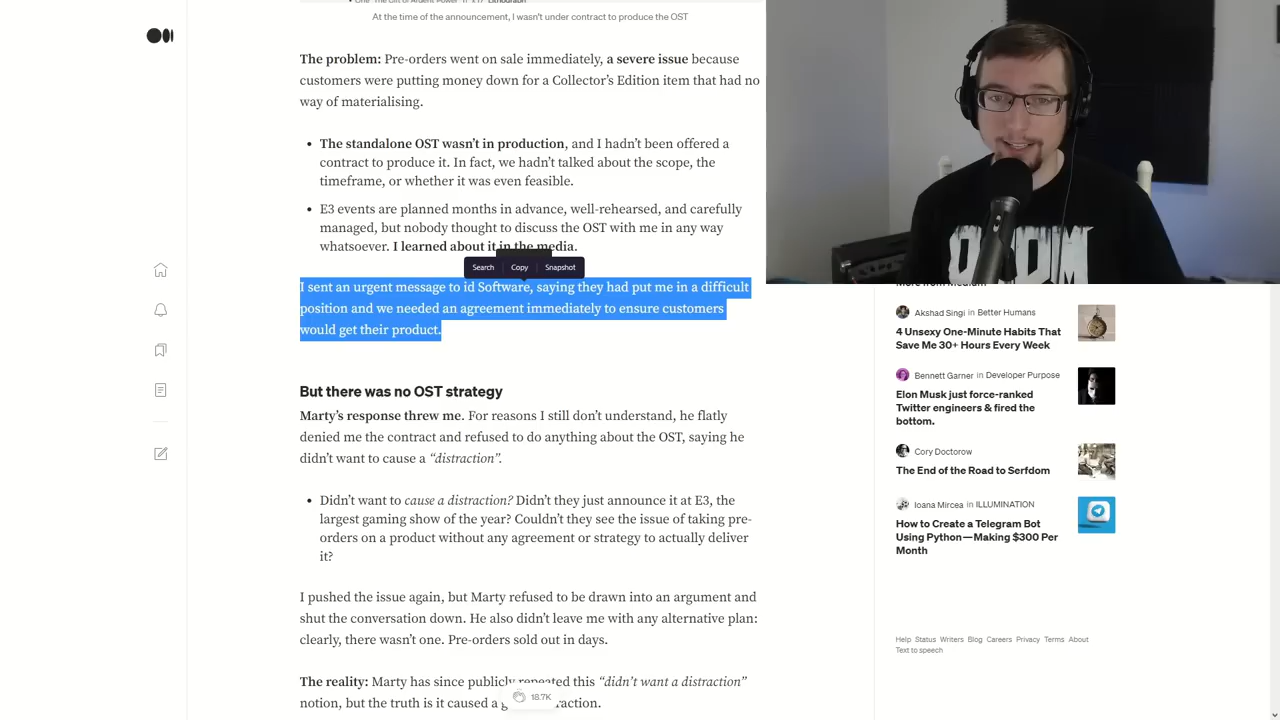 At the time of the announcement, I wasn't under contract to produce the OST
The problem: Pre-orders went on sale immediately, a severe issue because
customers were putting money down for a Collector's Edition item that had no
way of materialising.
• The standalone OST wasn't in production, and I hadn't been offered a
contract to produce it. In fact, we hadn't talked about the scope, the
timeframe, or whether it was even feasible.
• E3 events are planned months in advance, well-rehearsed, and carefully
managed, but nobody thought to discuss the OST with me in any way
whatsoever. I learned about it in the media.
Search Copy Snapshot
I sent an urgent message to id Software, saying they had put me in a difficult
position and we needed an agreement immediately to ensure customers
would get their product.
But there was no OST strategy
Marty's response threw me. For reasons I still don't understand, he flatly
denied me the contract and refused to do anything about the OST, saying he
didn't want to cause a “distraction”.
• Didn't want to cause a distraction? Didn't they just announce it at E3, the
largest gaming show of the year? Couldn't they see the issue of taking pre-
orders on a product without any agreement or strategy to actually deliver
it?
I pushed the issue again, but Marty refused to be drawn into an argument and
shut the conversation down. He also didn't leave me with any alternative plan:
clearly, there wasn't one. Pre-orders sold out in days.
The reality: Marty has since publicly repeated this “didn't want a distraction”
notion, but the truth is it caused a
18.7K
DOOM
More from Medium
Akshad Singi in Better Humans
4 Unsexy One-Minute Habits That
Save Me 30+ Hours Every Week
Bennett Garner in Developer Purpose
Elon Musk just force-ranked
Twitter engineers & fired the
bottom.
Cory Doctorow
The End of the Road to Serfdom
Ioana Mircea in ILLUMINATION
How to Create a Telegram Bot
Using Python—Making $300 Per
Month
Help Status Writers Blog Careers Privacy Terms About
Text to speech